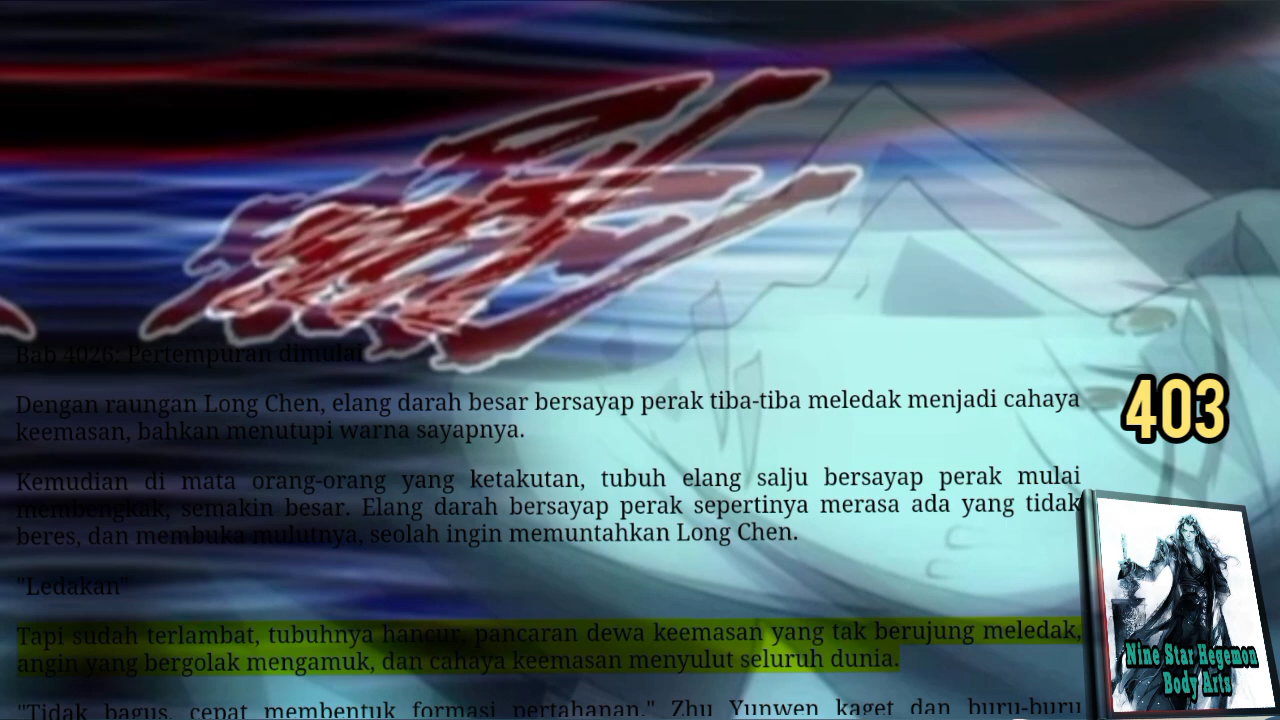 Bab 4026: Pertempuran dimulai
Dengan raungan Long Chen, elang darah besar bersayap perak tiba-tiba meledak menjadi cahaya
keemasan, bahkan menutupi warna sayapnya.
403
Kemudian di mata orang-orang yang ketakutan, tubuh elang salju bersayap perak mulai
membengkak, semakin besar. Elang darah bersayap perak sepertinya merasa ada yang tidak
beres, dan membuka mulutnya, seolah ingin memuntahkan Long Chen.
"Ledakan"
Tapi sudah terlambat, tubuhnya hancur, pancaran dewa keemasan yang tak berujung meledak,
angin yang bergolak mengamuk, dan cahaya keemasan menyulut seluruh dunia.
Nine Star Hegemon
Body Arts
"Tidak bagus, cepat membentuk formasi pertahanan." Zhu Yunwen kaget dan buru-buru